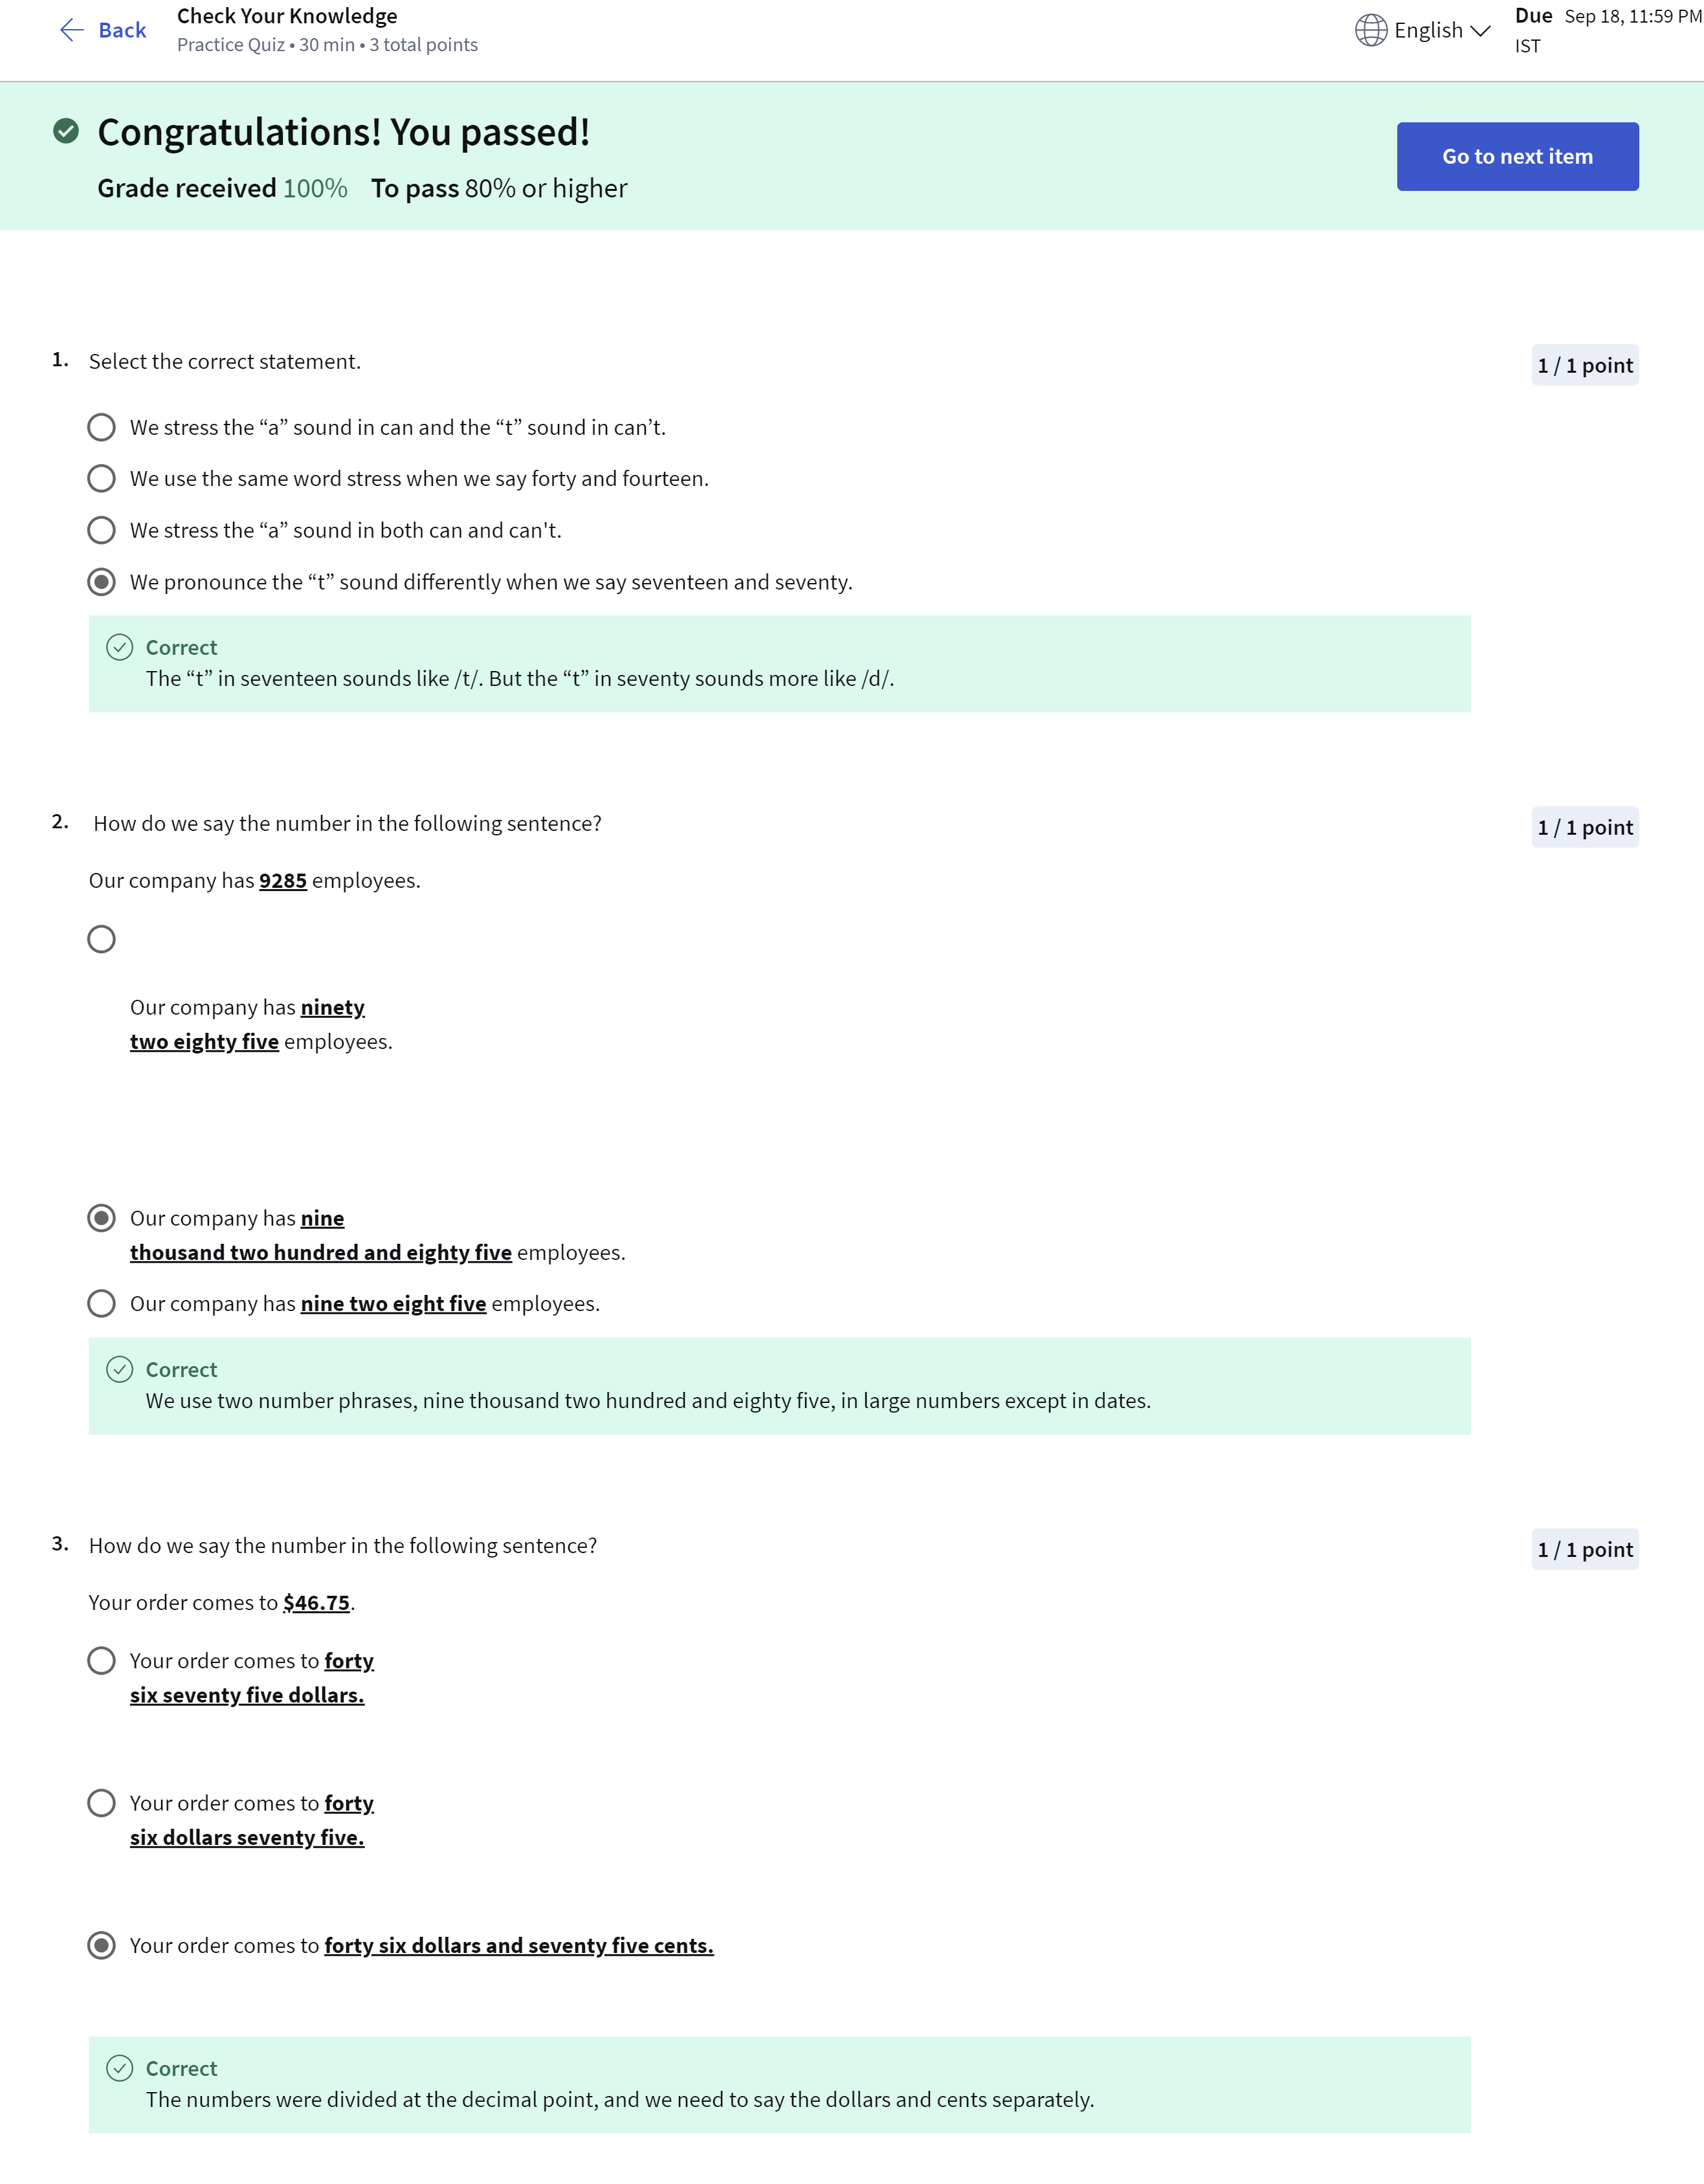 Back
Check Your Knowledge
Practice Quiz • 30 min • 3 total points
English
Due Sep 18, 11:59 PM
IST
Congratulations! You passed!
Grade received 100% To pass 80% or higher
Go to next item
1. Select the correct statement.
1 / 1 point
We stress the “a” sound in can and the “t” sound in can’t.
We use the same word stress when we say forty and fourteen.
We stress the “a” sound in both can and can't.
We pronounce the “t” sound differently when we say seventeen and seventy.
Correct
The “t” in seventeen sounds like /t/. But the “t” in seventy sounds more like /d/.
2. How do we say the number in the following sentence?
1 / 1 point
Our company has 9285 employees.
Our company has ninety
two eighty five employees.
Our company has nine
thousand two hundred and eighty five employees.
Our company has nine two eight five employees.
Correct
We use two number phrases, nine thousand two hundred and eighty five, in large numbers except in dates.
3. How do we say the number in the following sentence?
1 / 1 point
Your order comes to $46.75.
Your order comes to forty
six seventy five dollars.
Your order comes to forty
six dollars seventy five.
Your order comes to forty six dollars and seventy five cents.
Correct
The numbers were divided at the decimal point, and we need to say the dollars and cents separately.